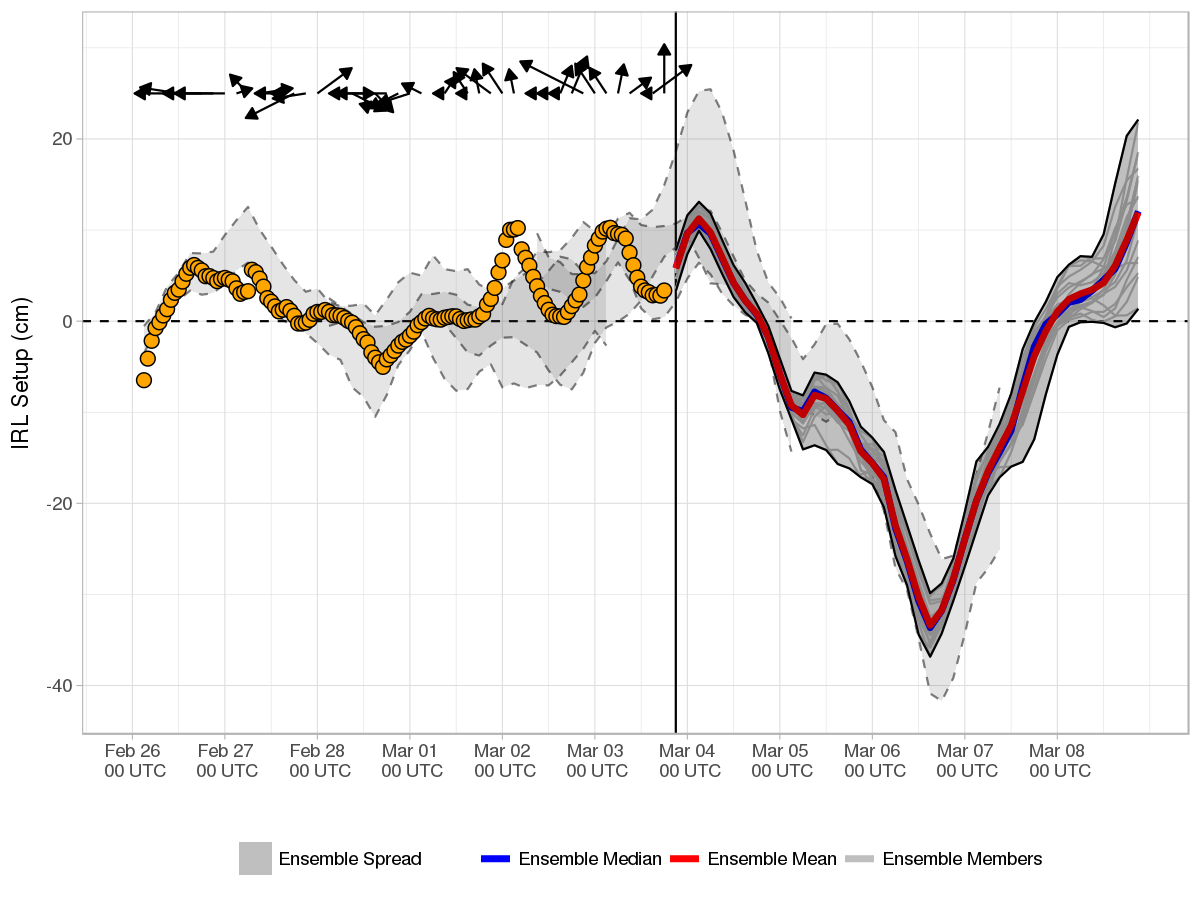 IRL Setup (cm)
20
0
-20
-40
Feb 26 Feb 27 Feb 28 Mar 01 Mar 02 Mar 03 Mar 04 Mar 05 Mar 06 Mar 07 Mar 08
00 UTC 00 UTC 00 UTC 00 UTC 00 UTC 00 UTC 00 UTC 00 UTC 00 UTC 00 UTC 00 UTC
Ensemble Spread Ensemble Median Ensemble Mean Ensemble Members